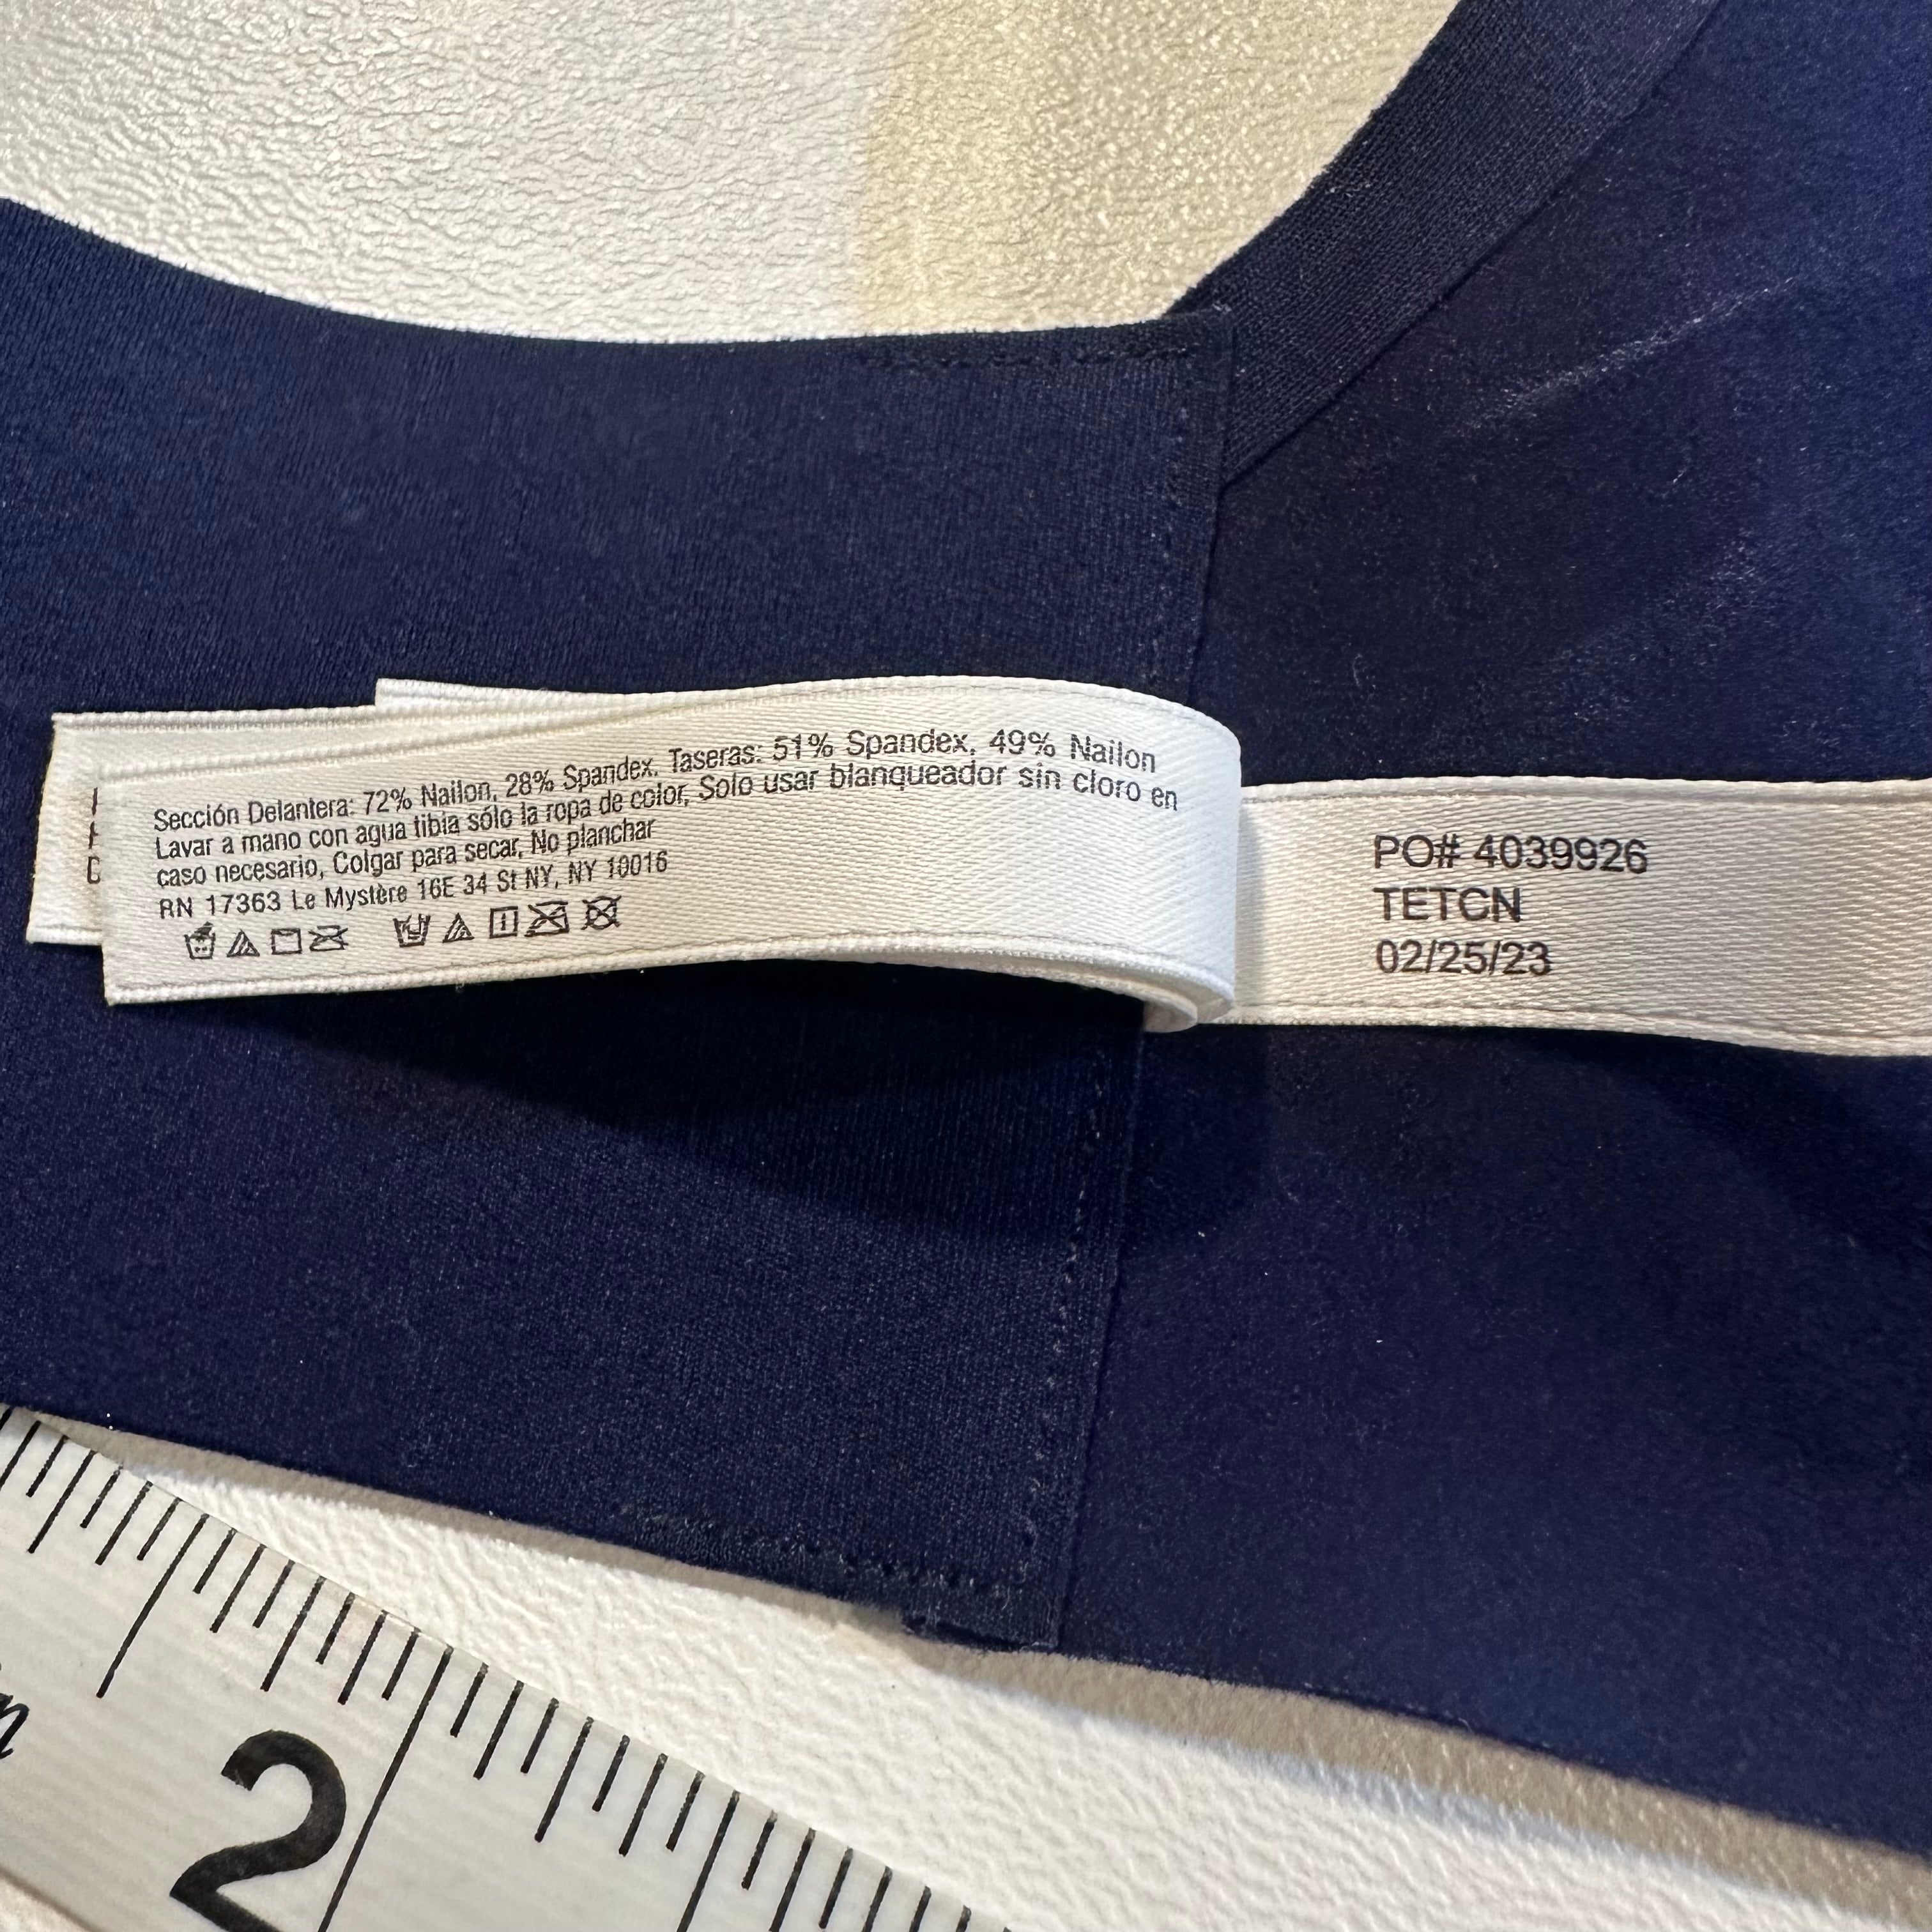 Sección Delantera: 72% Nailon, 28% Spandex, Taseras: 51% Spandex, 49% Nailon
Lavar a mano con agua tibia sólo la ropa de color, Solo usar blanqueador sin cloro en
caso necesario, Colgar para secar, No planchar
RN 17363 Le Mystère 16E 34 St NY, NY 10016
PO# 4039926
TETCN
02/25/23
2